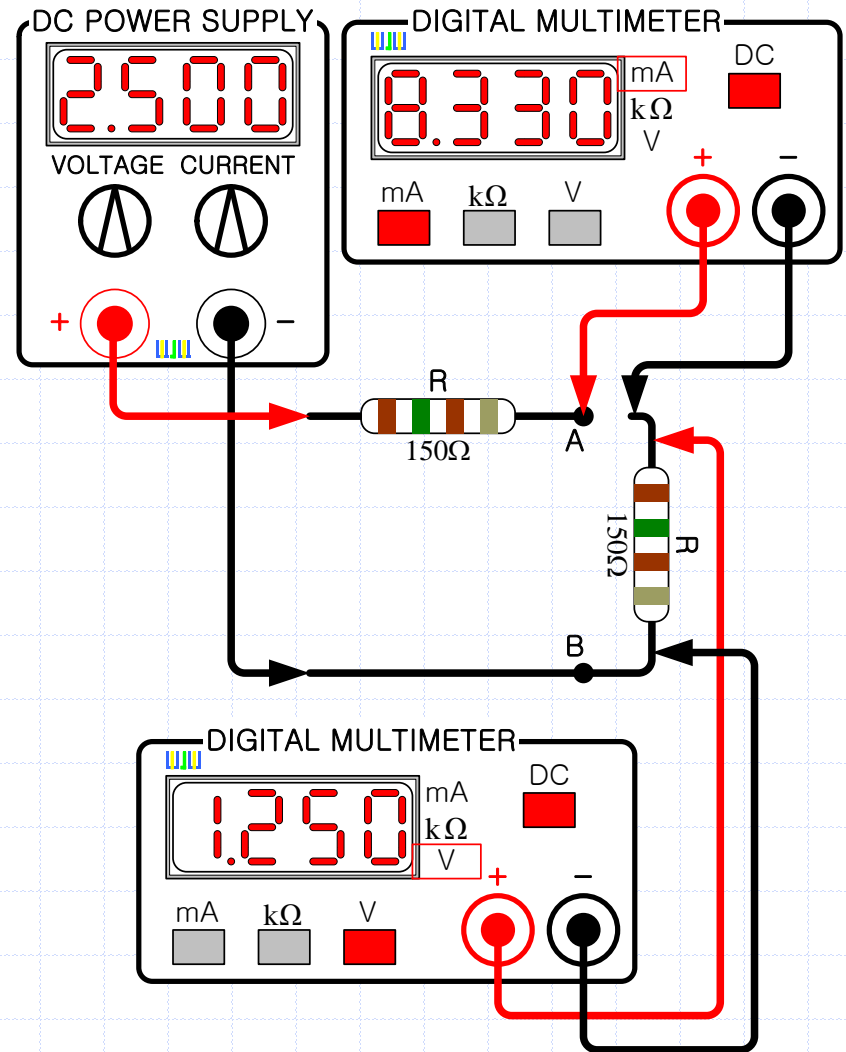 DC POWER SUPPLY
2.500
VOLTAGE CURRENT
+ −
DIGITAL MULTIMETER
8.330
mA
kΩ
V
DC
mA kΩ V
+ −
R
150Ω
A
R
150Ω
B
DIGITAL MULTIMETER
1.250
mA
kΩ
V
DC
mA kΩ V
+ −